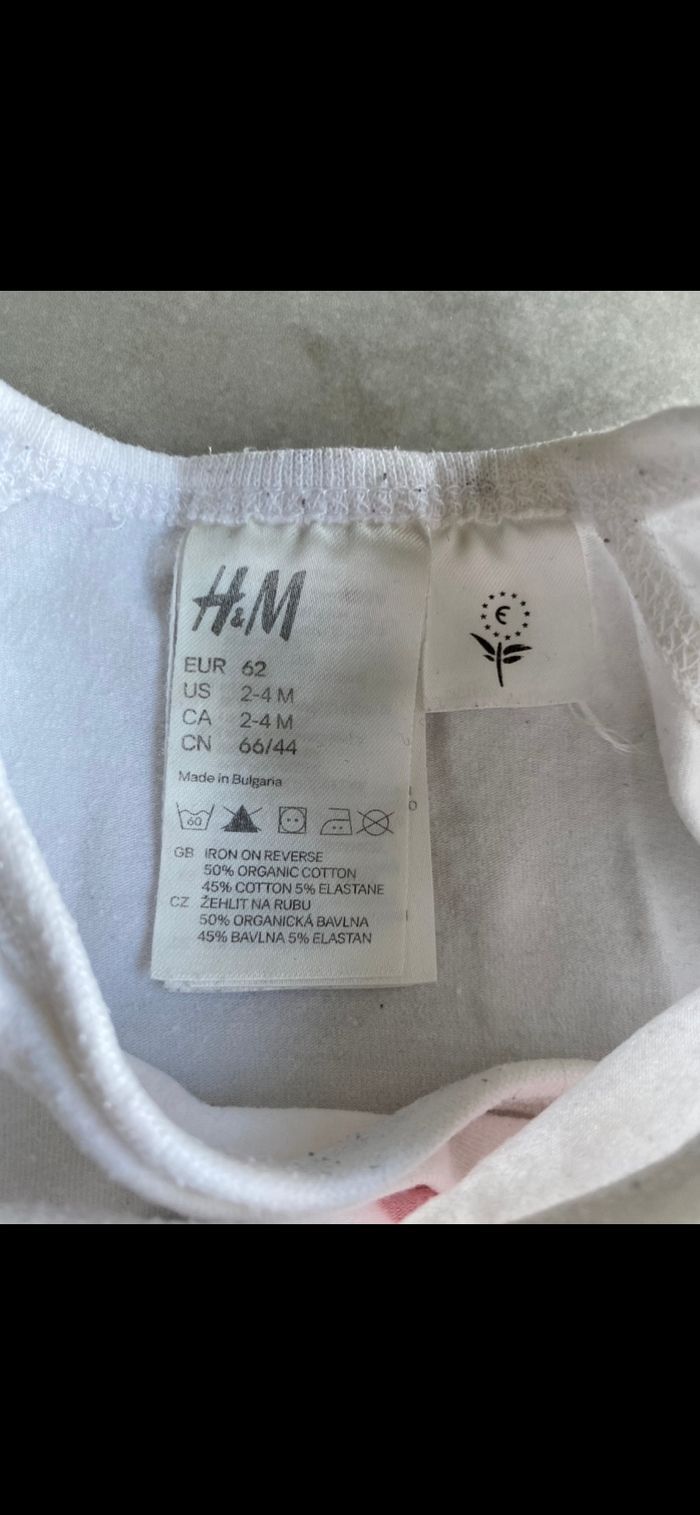 H&M
EUR 62
US 2-4 M
CA 2-4 M
CN 66/44
Made in Bulgaria
60
GB IRON ON REVERSE
50% ORGANIC COTTON
45% COTTON 5% ELASTANE
CZ ŽEHLIT NA RUBU
50% ORGANICKÁ BAVLNA
45% BAVLNA 5% ELASTAN
€